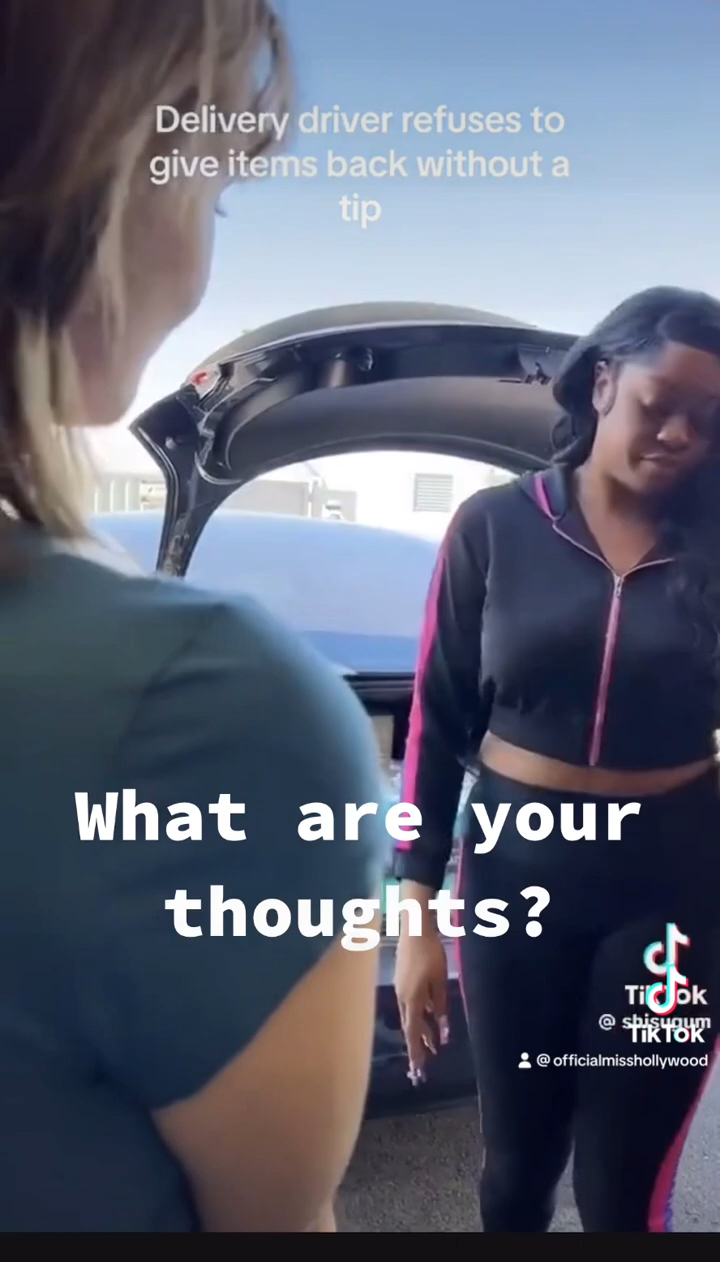 Delivery driver refuses to
give items back without a
tip
What are your
thoughts?
TikTok
@
TikTok
@officialmisshollywood